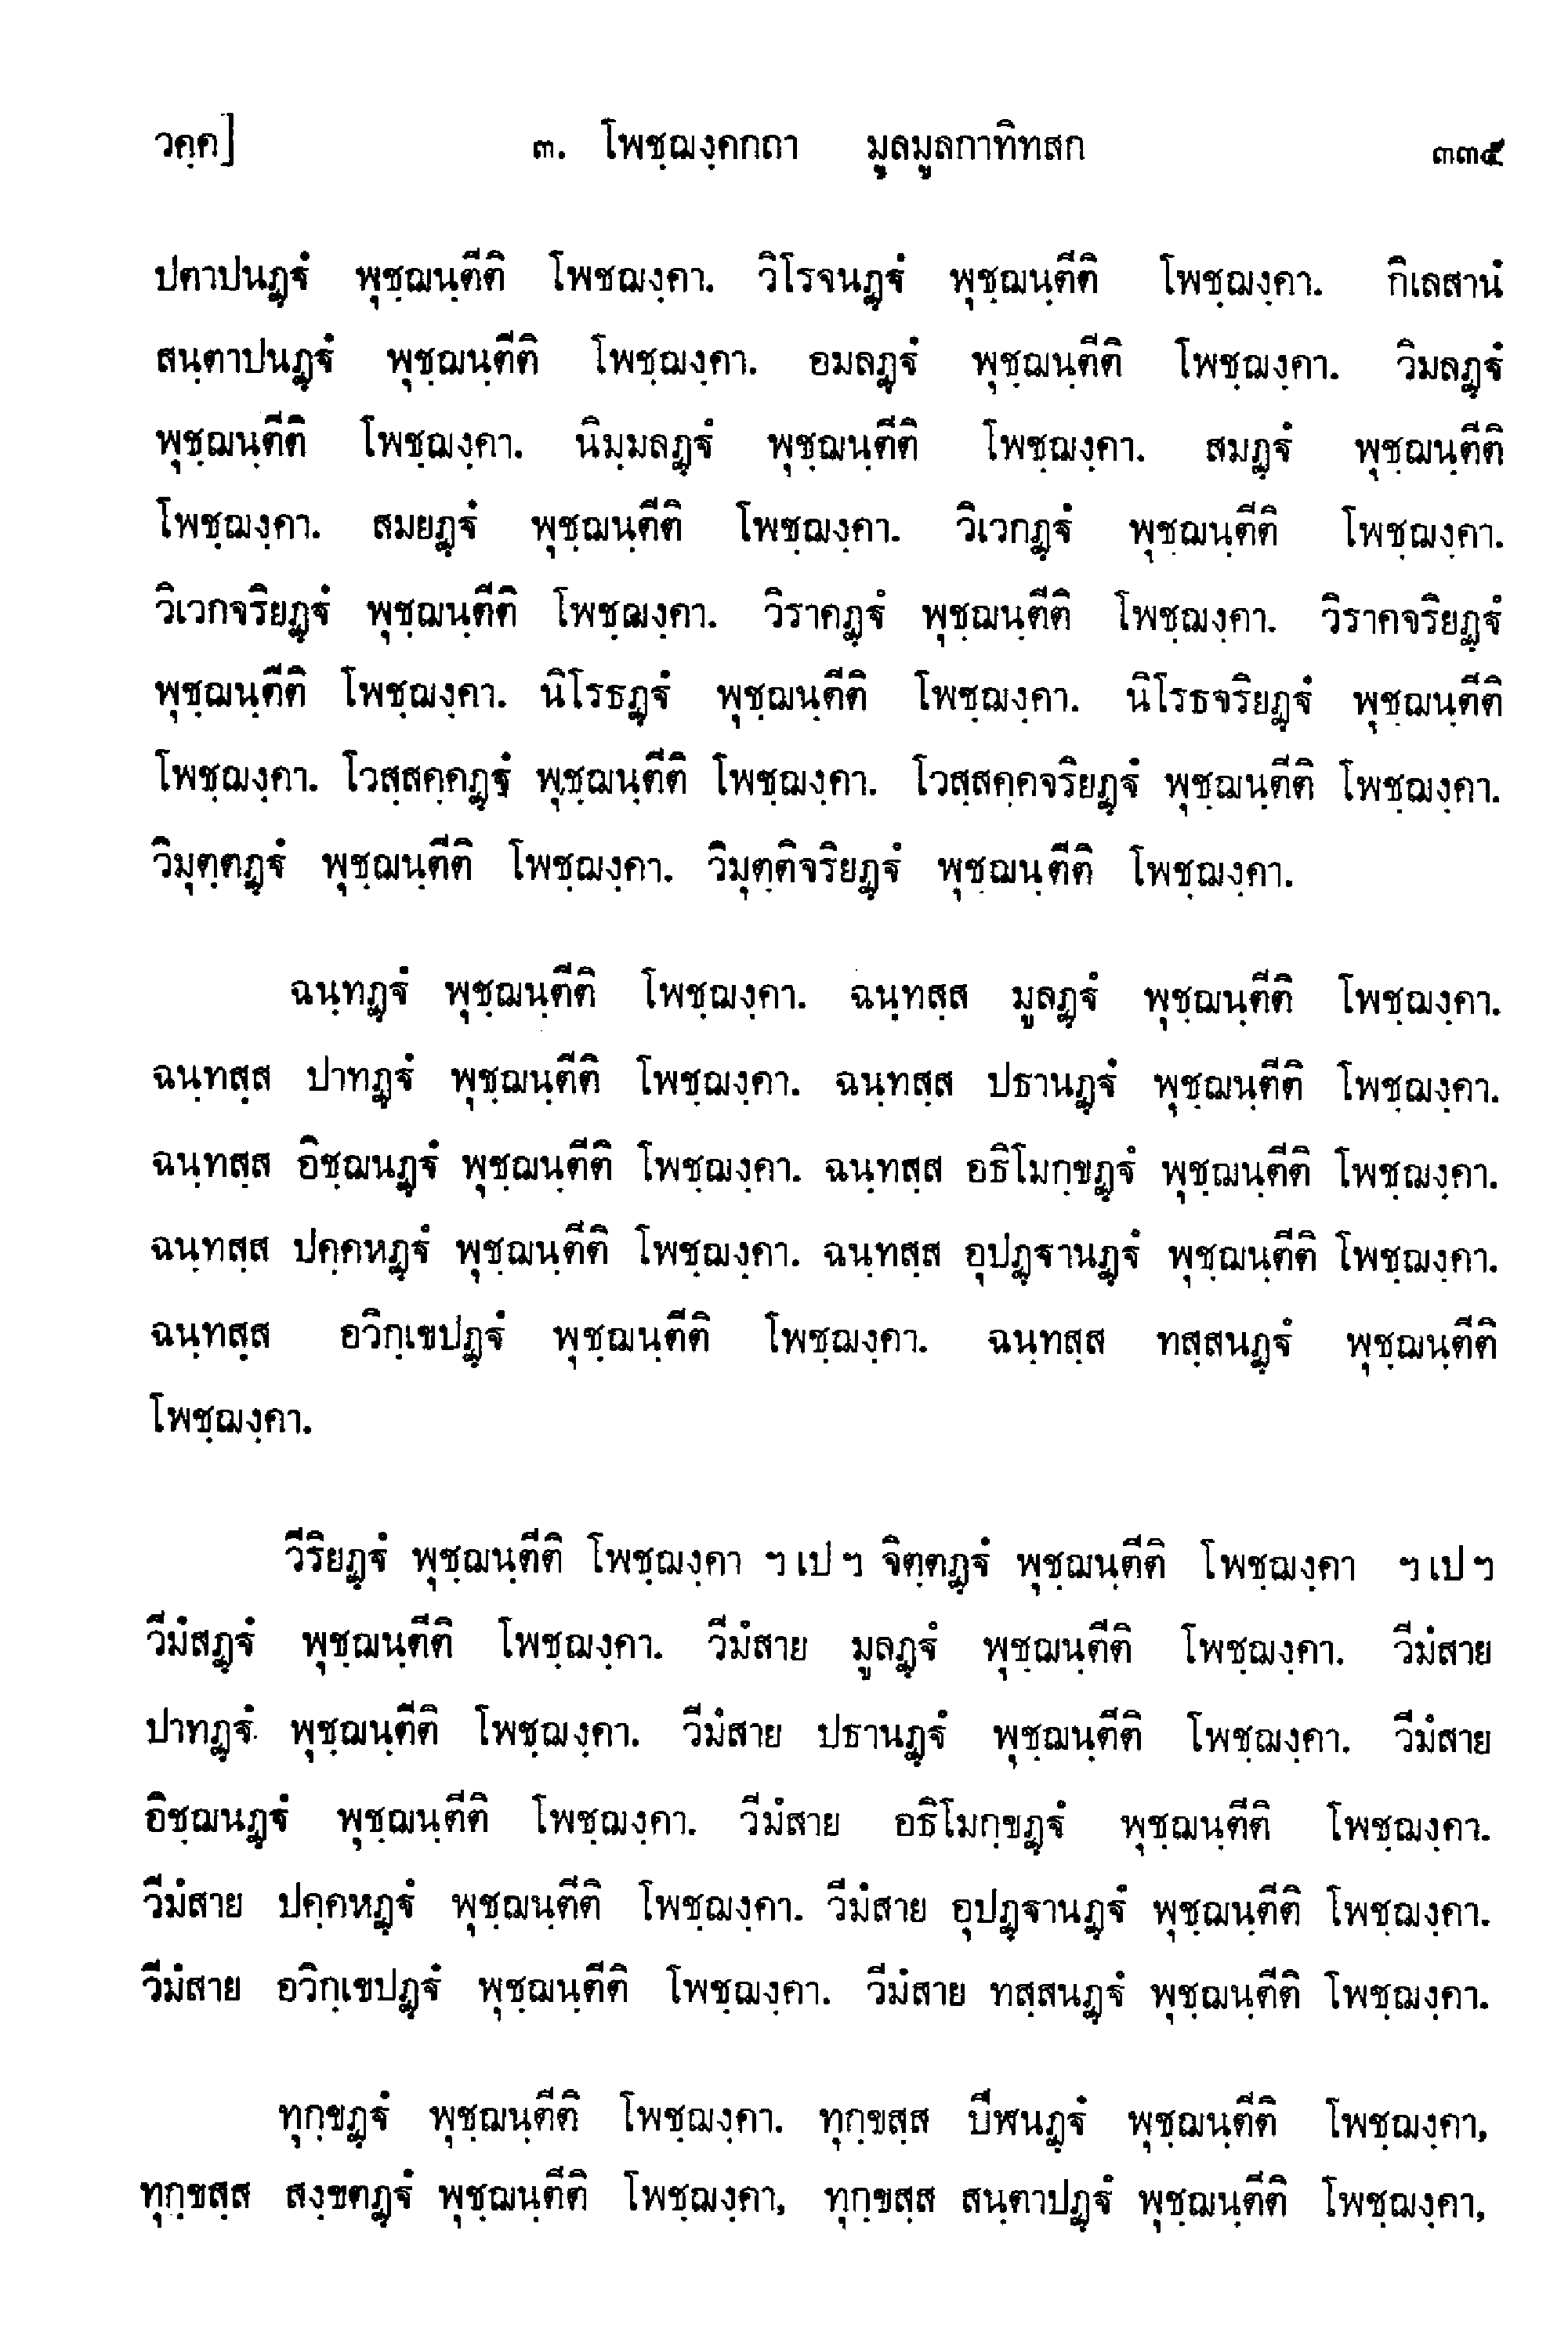 วคฺค] ๓. โพชฺฌงฺคกถา มูลมูลกาทิทสก ๓๓๕
ปตาปนฏฺฐํ พุชฺฌนฺตีติ โพชฌงฺคา. วิโรจนฏฺฐํ พุชฺฌนฺตีติ โพชฺฌงฺคา. กิเลสานํ
สนฺตาปนฏฺฐํ พุชฺฌนฺตีติ โพชฺฌงฺคา. อมลฏฺฐํ พุชฺฌนฺตีติ โพชฺฌงฺคา. วิมลฏฺฐํ
พุชฺฌนฺตีติ โพชฺฌงฺคา. นิมฺมลฏฺฐํ พุชฺฌนฺตีติ โพชฺฌงฺคา. สมฏฺฐํ พุชฺฌนฺตีติ
โพชฺฌงฺคา. สมยฏฺฐํ พุชฺฌนฺตีติ โพชฺฌงฺคา. วิเวกฏฺฐํ พุชฺฌนฺตีติ โพชฺฌงฺคา.
วิเวกจริยฏฺฐํ พุชฺฌนฺตีติ โพชฺฌงฺคา. วิราคฏฺฐํ พุชฺฌนฺตีติ โพชฺฌงฺคา. วิราคจริยฏฺฐํ
พุชฺฌนฺตีติ โพชฺฌงฺคา. นิโรธฏฺฐํ พุชฺฌนฺตีติ โพชฺฌงฺคา. นิโรธจริยฏฺฐํ พุชฺฌนฺตีติ
โพชฺฌงฺคา. โวสฺสคฺคฏฺฐํ พุชฺฌนฺตีติ โพชฺฌงฺคา. โวสฺสคฺคจริยฏฺฐํ พุชฺฌนฺตีติ โพชฺฌงฺคา.
วิมุตฺตฏฺฐํ พุชฺฌนฺตีติ โพชฺฌงฺคา. วิมุตฺติจริยฏฺฐํ พุชฺฌนฺตีติ โพชฺฌงฺคา.
ฉนฺทฏฺฐํ พุชฺฌนฺตีติ โพชฺฌงฺคา. ฉนฺทสฺส มูลฏฺฐํ พุชฺฌนฺตีติ โพชฺฌงฺคา.
ฉนฺทสฺส ปาทฏฺฐํ พุชฺฌนฺตีติ โพชฺฌงฺคา. ฉนฺทสฺส ปธานฏฺฐํ พุชฺฌนฺตีติ โพชฺฌงฺคา.
ฉนฺทสฺส อิชฺฌนฏฺฐํ พุชฺฌนฺตีติ โพชฺฌงฺคา. ฉนฺทสฺส อธิโมกฺขฏฺฐํ พุชฺฌนฺตีติ โพชฺฌงฺคา.
ฉนฺทสฺส ปคฺคหฏฺฐํ พุชฺฌนฺตีติ โพชฺฌงฺคา. ฉนฺทสฺส อุปฏฺฐานฏฺฐํ พุชฺฌนฺตีติ โพชฺฌงฺคา.
ฉนฺทสฺส อวิกฺเขปฏฺฐํ พุชฺฌนฺตีติ โพชฺฌงฺคา. ฉนฺทสฺส ทสฺสนฏฺฐํ พุชฺฌนฺตีติ
โพชฺฌงฺคา.
วีริยฏฺฐํ พุชฺฌนฺตีติ โพชฺฌงฺคา ฯ เป ฯ จิตฺตฏฺฐํ พุชฺฌนฺตีติ โพชฺฌงฺคา ฯ เป ฯ
วีมํสฏฺฐํ พุชฺฌนฺตีติ โพชฺฌงฺคา. วีมํสาย มูลฏฺฐํ พุชฺฌนฺตีติ โพชฺฌงฺคา. วีมํสาย
ปาทฏฺฐํ พุชฺฌนฺตีติ โพชฺฌงฺคา. วีมํสาย ปธานฏฺฐํ พุชฺฌนฺตีติ โพชฺฌงฺคา. วีมํสาย
อิชฺฌนฏฺฐํ พุชฺฌนฺตีติ โพชฺฌงฺคา. วีมํสาย อธิโมกฺขฏฺฐํ พุชฺฌนฺตีติ โพชฺฌงฺคา.
วีมํสาย ปคฺคหฏฺฐํ พุชฺฌนฺตีติ โพชฺฌงฺคา. วีมํสาย อุปฏฺฐานฏฺฐํ พุชฺฌนฺตีติ โพชฺฌงฺคา.
วีมํสาย อวิกฺเขปฏฺฐํ พุชฺฌนฺตีติ โพชฺฌงฺคา. วีมํสาย ทสฺสนฏฺฐํ พุชฺฌนฺตีติ โพชฺฌงฺคา.
ทุกฺขฏฺฐํ พุชฺฌนฺตีติ โพชฺฌงฺคา. ทุกฺขสฺส ปีฬนฏฺฐํ พุชฺฌนฺตีติ โพชฺฌงฺคา,
ทุกฺขสฺส สงฺขตฏฺฐํ พุชฺฌนฺตีติ โพชฺฌงฺคา, ทุกฺขสฺส สนฺตาปฏฺฐํ พุชฺฌนฺตีติ โพชฺฌงฺคา,